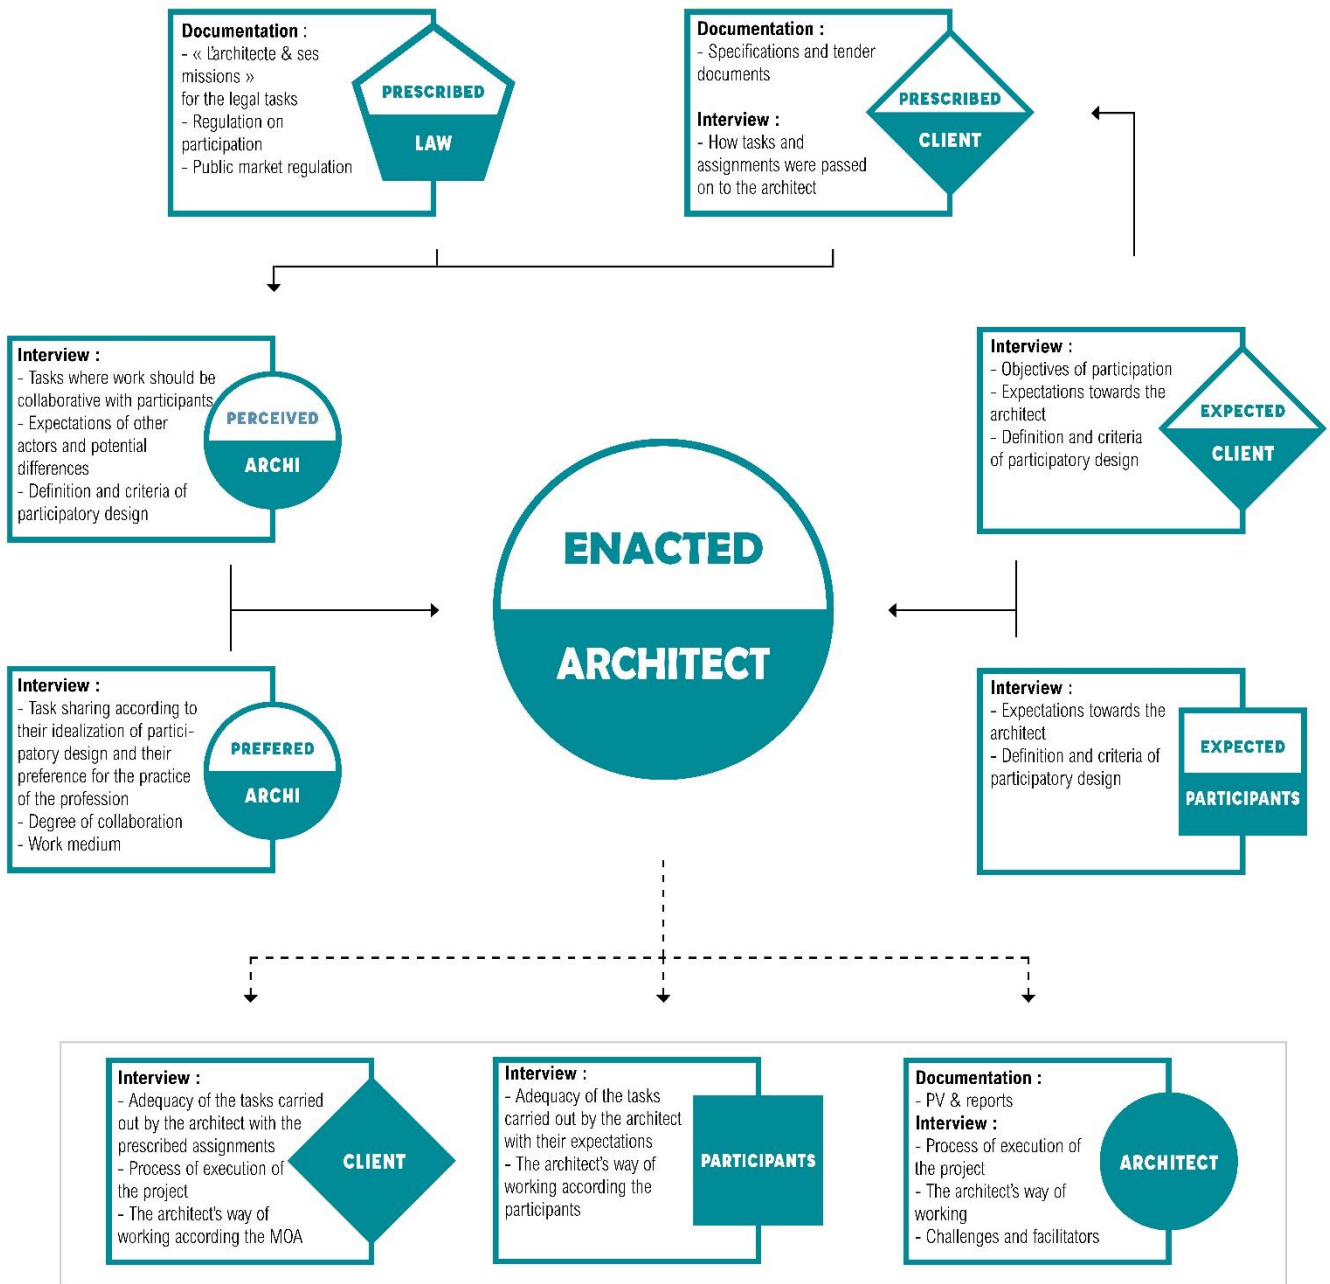 Documentation :
- « L'architecte & ses
missions »
for the legal tasks
- Regulation on
participation
- Public market regulation
PRESCRIBED
LAW
Documentation :
- Specifications and tender
documents
Interview :
- How tasks and
assignments were passed
on to the architect
PRESCRIBED
CLIENT
Interview :
- Tasks where work should be
collaborative with participants
- Expectations of other
actors and potential
differences
- Definition and criteria of
participatory design
PERCEIVED
ARCHI
Interview :
- Objectives of participation
- Expectations towards the
architect
- Definition and criteria
of participatory design
EXPECTED
CLIENT
ENACTED
ARCHITECT
Interview :
- Task sharing according to
their idealization of partici-
patory design and their
preference for the practice
of the profession
- Degree of collaboration
- Work medium
PREFERED
ARCHI
Interview :
- Expectations towards the
architect
- Definition and criteria of
participatory design
EXPECTED
PARTICIPANTS
Interview :
- Adequacy of the tasks carried
out by the architect with the
prescribed assignments
- Process of execution of
the project
- The architect's way of
working according the MOA
CLIENT
Interview :
- Adequacy of the tasks
carried out by the architect
with their expectations
- The architect's way of
working according the
participants
PARTICIPANTS
Documentation :
- PV & reports
Interview :
- Process of execution of
the project
- The architect's way of
working
- Challenges and facilitators
ARCHITECT